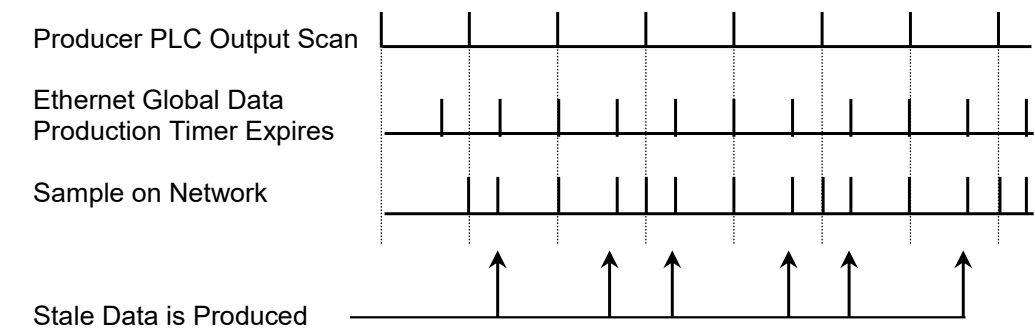 Producer PLC Output Scan
Ethernet Global Data
Production Timer Expires
Sample on Network
Stale Data is Produced